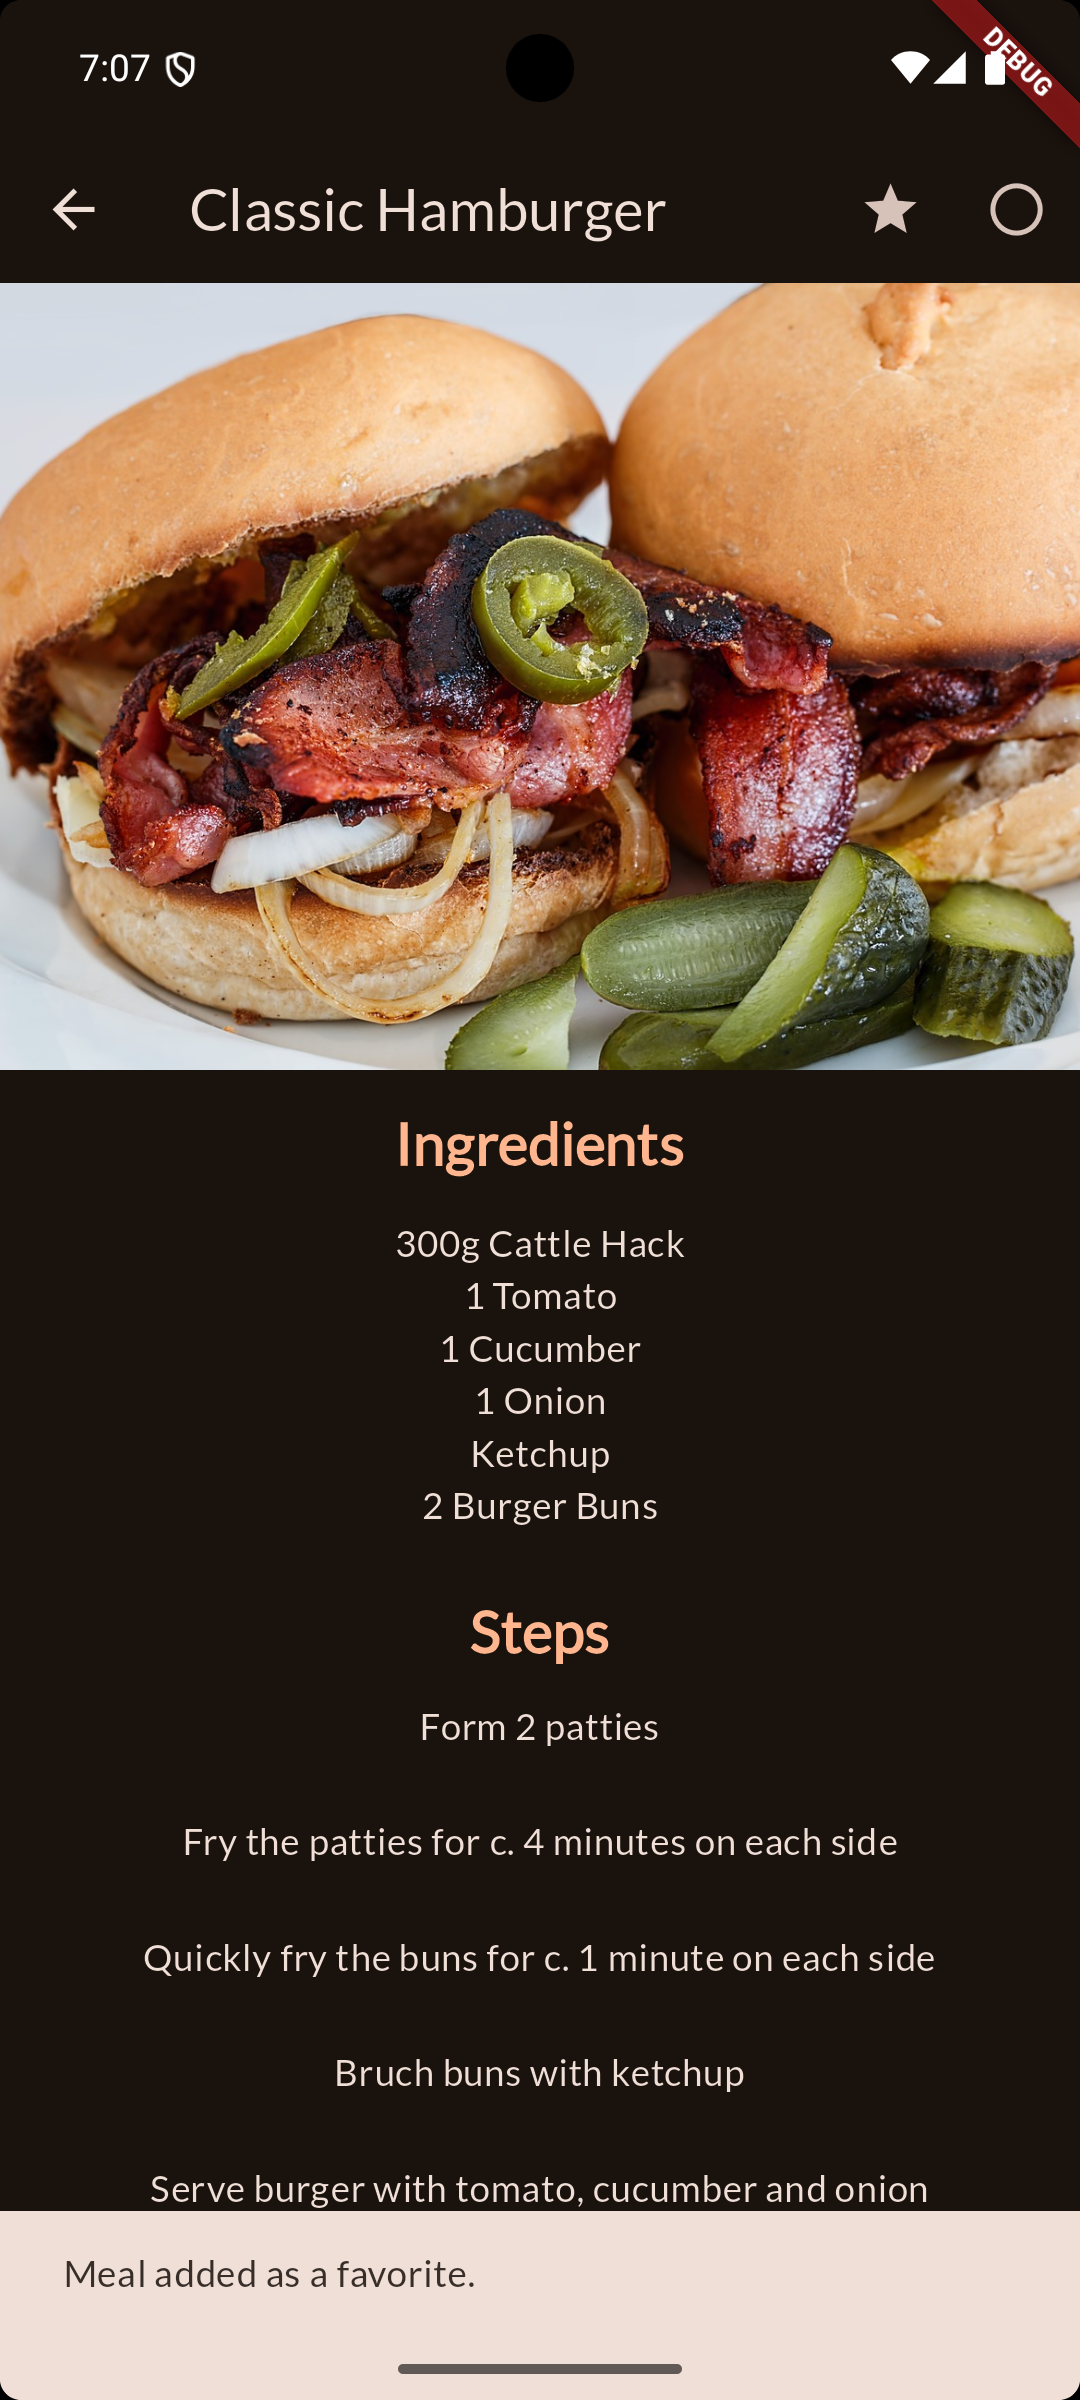 7:07
DEBUG
Classic Hamburger
Ingredients
300g Cattle Hack
1 Tomato
1 Cucumber
1 Onion
Ketchup
2 Burger Buns
Steps
Form 2 patties
Fry the patties for c. 4 minutes on each side
Quickly fry the buns for c. 1 minute on each side
Bruch buns with ketchup
Serve burger with tomato, cucumber and onion
Meal added as a favorite.